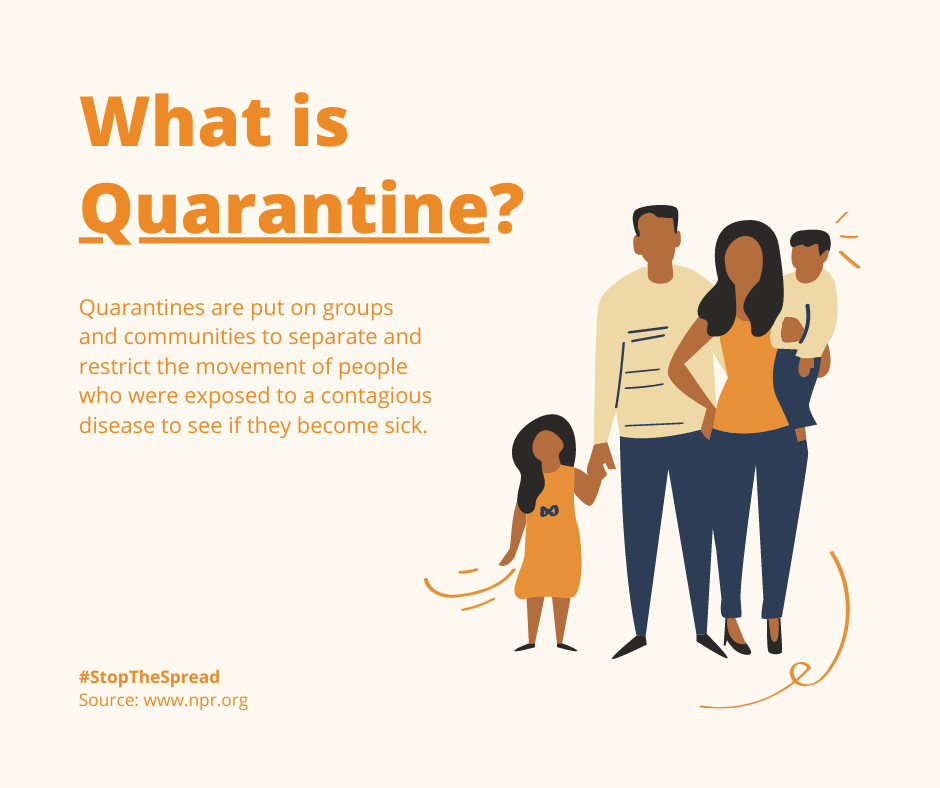 What is
Quarantine?
Quarantines are put on groups
and communities to separate and
restrict the movement of people
who were exposed to a contagious
disease to see if they become sick.
#StopTheSpread
Source: www.npr.org